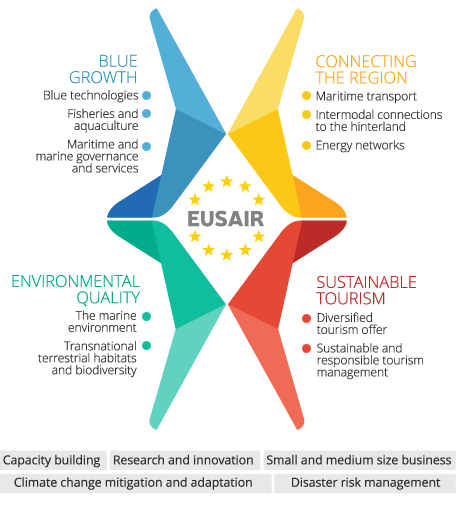 BLUE
GROWTH
Blue technologies
Fisheries and
aquaculture
Maritime and
marine governance
and services
CONNECTING
THE REGION
Maritime transport
Intermodal connections
to the hinterland
Energy networks
EUSAIR
ENVIRONMENTAL
QUALITY
The marine
environment
Transnational
terrestrial habitats
and biodiversity
SUSTAINABLE
TOURISM
Diversified
tourism offer
Sustainable and
responsible tourism
management
Capacity building
Research and innovation
Small and medium size business
Climate change mitigation and adaptation
Disaster risk management